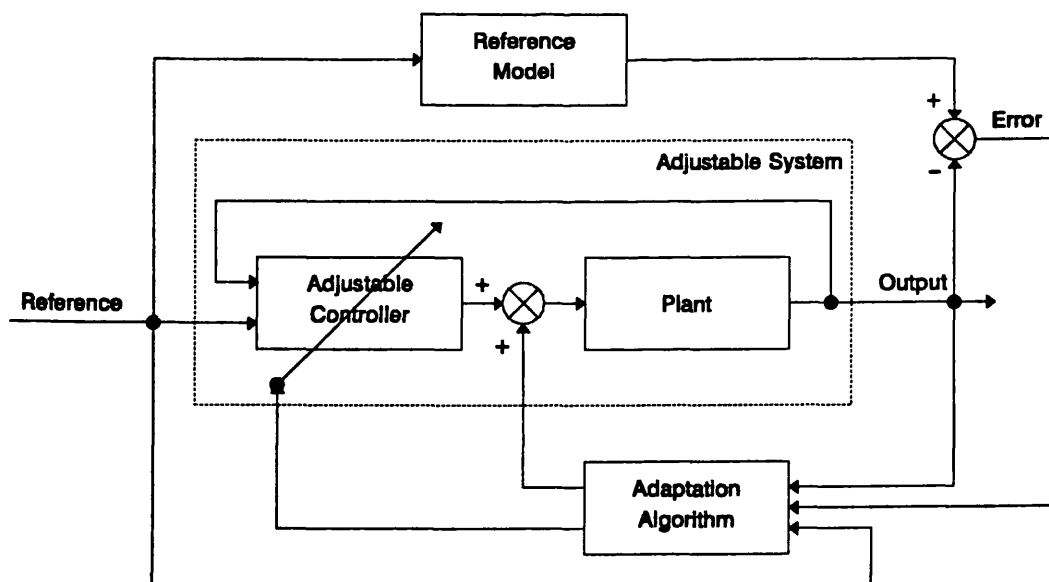 Reference
Model
+
Error
-
Adjustable System
Adjustable
Controller
+
+
Plant
Output
Reference
Adaptation
Algorithm